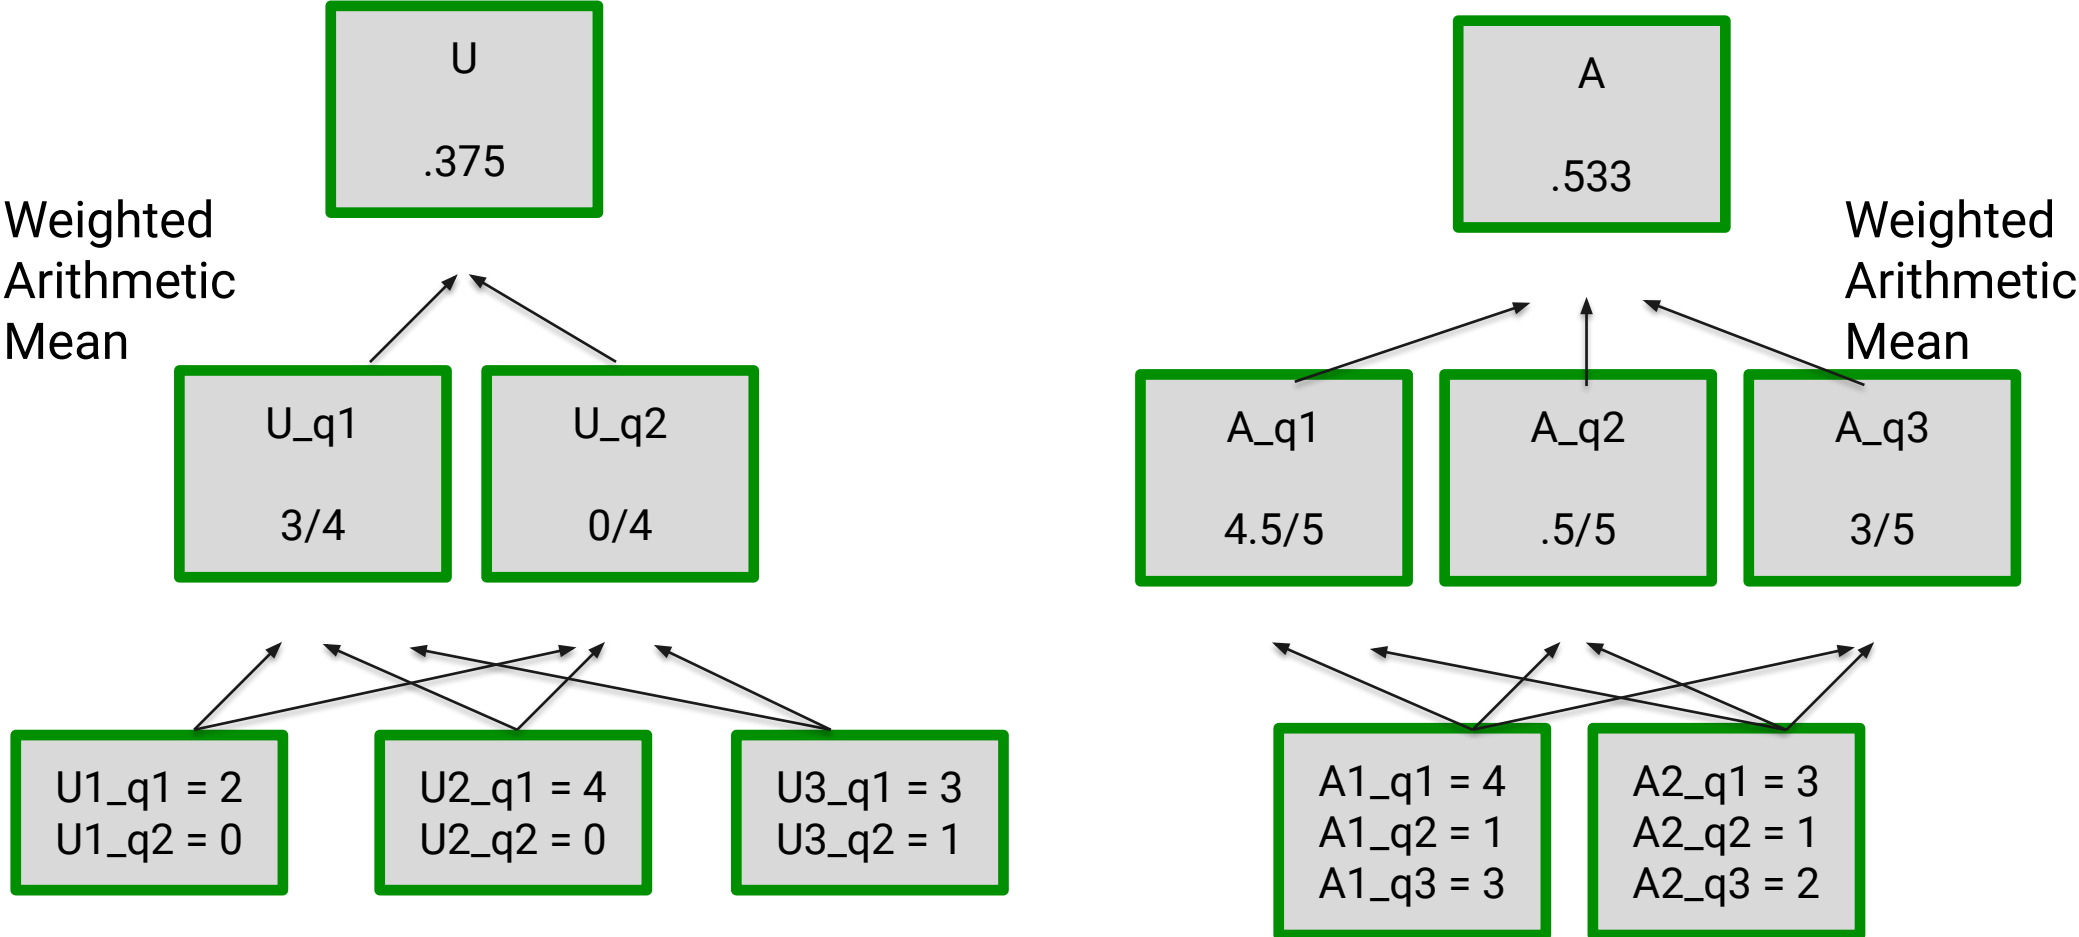 U
.375
A
.533
Weighted
Arithmetic
Mean
Weighted
Arithmetic
Mean
U_q1
3/4
U_q2
0/4
A_q1
4.5/5
A_q2
.5/5
A_q3
3/5
U1_q1 = 2
U1_q2 = 0
U2_q1 = 4
U2_q2 = 0
U3_q1 = 3
U3_q2 = 1
A1_q1 = 4
A1_q2 = 1
A1_q3 = 3
A2_q1 = 3
A2_q2 = 1
A2_q3 = 2